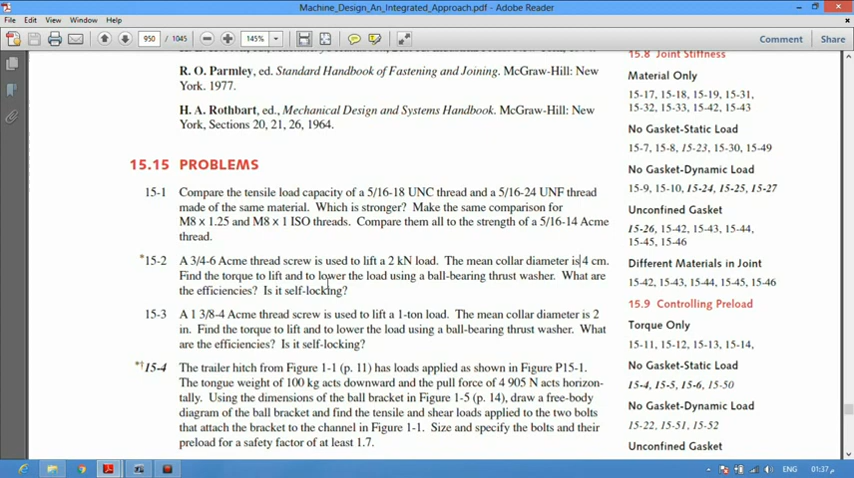 Machine_Design_An_Integrated_Approach.pdf - Adobe Reader
File Edit View Window Help
950 / 1045 145% Comment Share
R. O. Parmley, ed. Standard Handbook of Fastening and Joining. McGraw-Hill: New
York. 1977.
H. A. Rothbart, ed., Mechanical Design and Systems Handbook. McGraw-Hill: New
York, Sections 20, 21, 26, 1964.
15.15 PROBLEMS
15-1 Compare the tensile load capacity of a 5/16-18 UNC thread and a 5/16-24 UNF thread
made of the same material. Which is stronger? Make the same comparison for
M8 x 1.25 and M8 x 1 ISO threads. Compare them all to the strength of a 5/16-14 Acme
thread.
*15-2 A 3/4-6 Acme thread screw is used to lift a 2 kN load. The mean collar diameter is 4 cm.
Find the torque to lift and to lower the load using a ball-bearing thrust washer. What are
the efficiencies? Is it self-locking?
15-3 A 1 3/8-4 Acme thread screw is used to lift a 1-ton load. The mean collar diameter is 2
in. Find the torque to lift and to lower the load using a ball-bearing thrust washer. What
are the efficiencies? Is it self-locking?
*†15-4 The trailer hitch from Figure 1-1 (p. 11) has loads applied as shown in Figure P15-1.
The tongue weight of 100 kg acts downward and the pull force of 4 905 N acts horizon-
tally. Using the dimensions of the ball bracket in Figure 1-5 (p. 14), draw a free-body
diagram of the ball bracket and find the tensile and shear loads applied to the two bolts
that attach the bracket to the channel in Figure 1-1. Size and specify the bolts and their
preload for a safety factor of at least 1.7.
15.8 Joint Stiffness
Material Only
15-17, 15-18, 15-19, 15-31,
15-32, 15-33, 15-42, 15-43
No Gasket-Static Load
15-7, 15-8, 15-23, 15-30, 15-49
No Gasket-Dynamic Load
15-9, 15-10, 15-24, 15-25, 15-27
Unconfined Gasket
15-26, 15-42, 15-43, 15-44,
15-45, 15-46
Different Materials in Joint
15-42, 15-43, 15-44, 15-45, 15-46
15.9 Controlling Preload
Torque Only
15-11, 15-12, 15-13, 15-14,
No Gasket-Static Load
15-4, 15-5, 15-6, 15-50
No Gasket-Dynamic Load
15-22, 15-51, 15-52
Unconfined Gasket
ENG 01:37 م